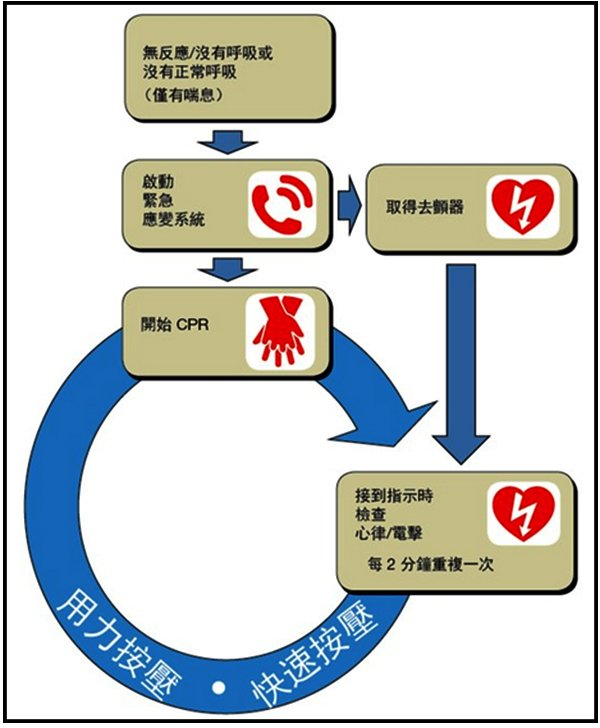 無反應/沒有呼吸或
沒有正常呼吸
（僅有喘息）
啟動
緊急
應變系統
取得去顫器
開始 CPR
接到指示時
檢查
心律/電擊
每 2 分鐘重複一次
用力按壓 • 快速按壓